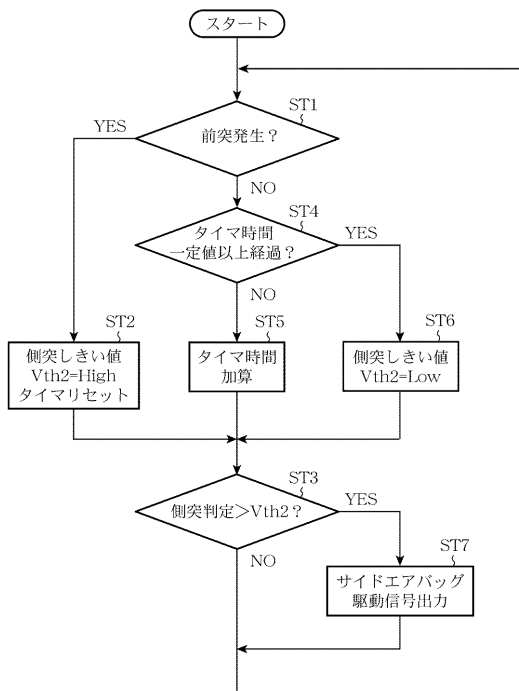 スタート
ST1
前突発生？
YES
NO
ST4
タイマ時間
一定値以上経過？
YES
NO
ST2
側突しきい値
Vth2=High
タイマリセット
ST5
タイマ時間
加算
ST6
側突しきい値
Vth2=Low
ST3
側突判定＞Vth2？
YES
NO
ST7
サイドエアバッグ
駆動信号出力